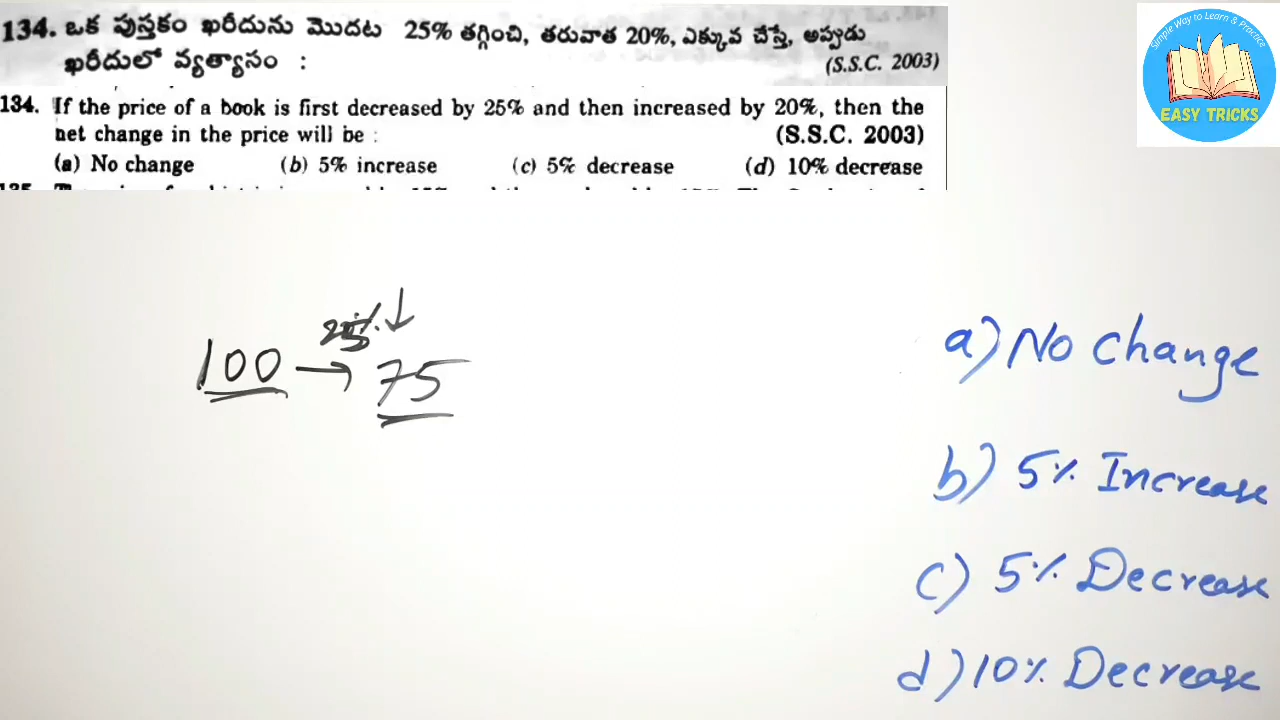 134. ఒక పుస్తకం ఖరీదును మొదట 25% తగ్గించి, తరువాత 20%, ఎక్కువ చేస్తే, అప్పుడు
ఖరీదులో వ్యత్యాసం :
(S.S.C. 2003)
134. If the price of a book is first decreased by 25% and then increased by 20%, then the
net change in the price will be :
(S.S.C. 2003)
(a) No change (b) 5% increase (c) 5% decrease (d) 10% decrease
Simple Way to Learn & Practice
EASY TRICKS
25% ↓
100 → 75
a) No change
b) 5% Increase
c) 5% Decrease
d) 10% Decrease